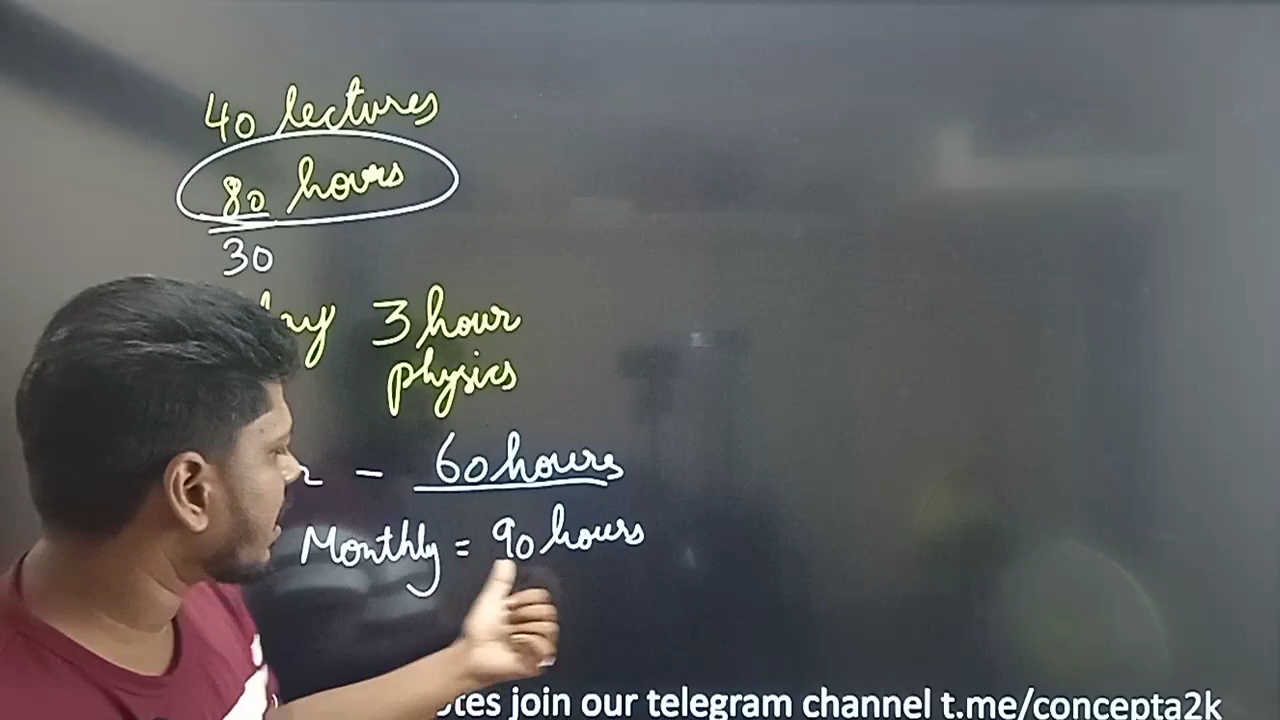 40 lectures
80 hours
30
3 hour
physics
– 60 hours
Monthly = 90 hours
join our telegram channel t.me/concepta2k